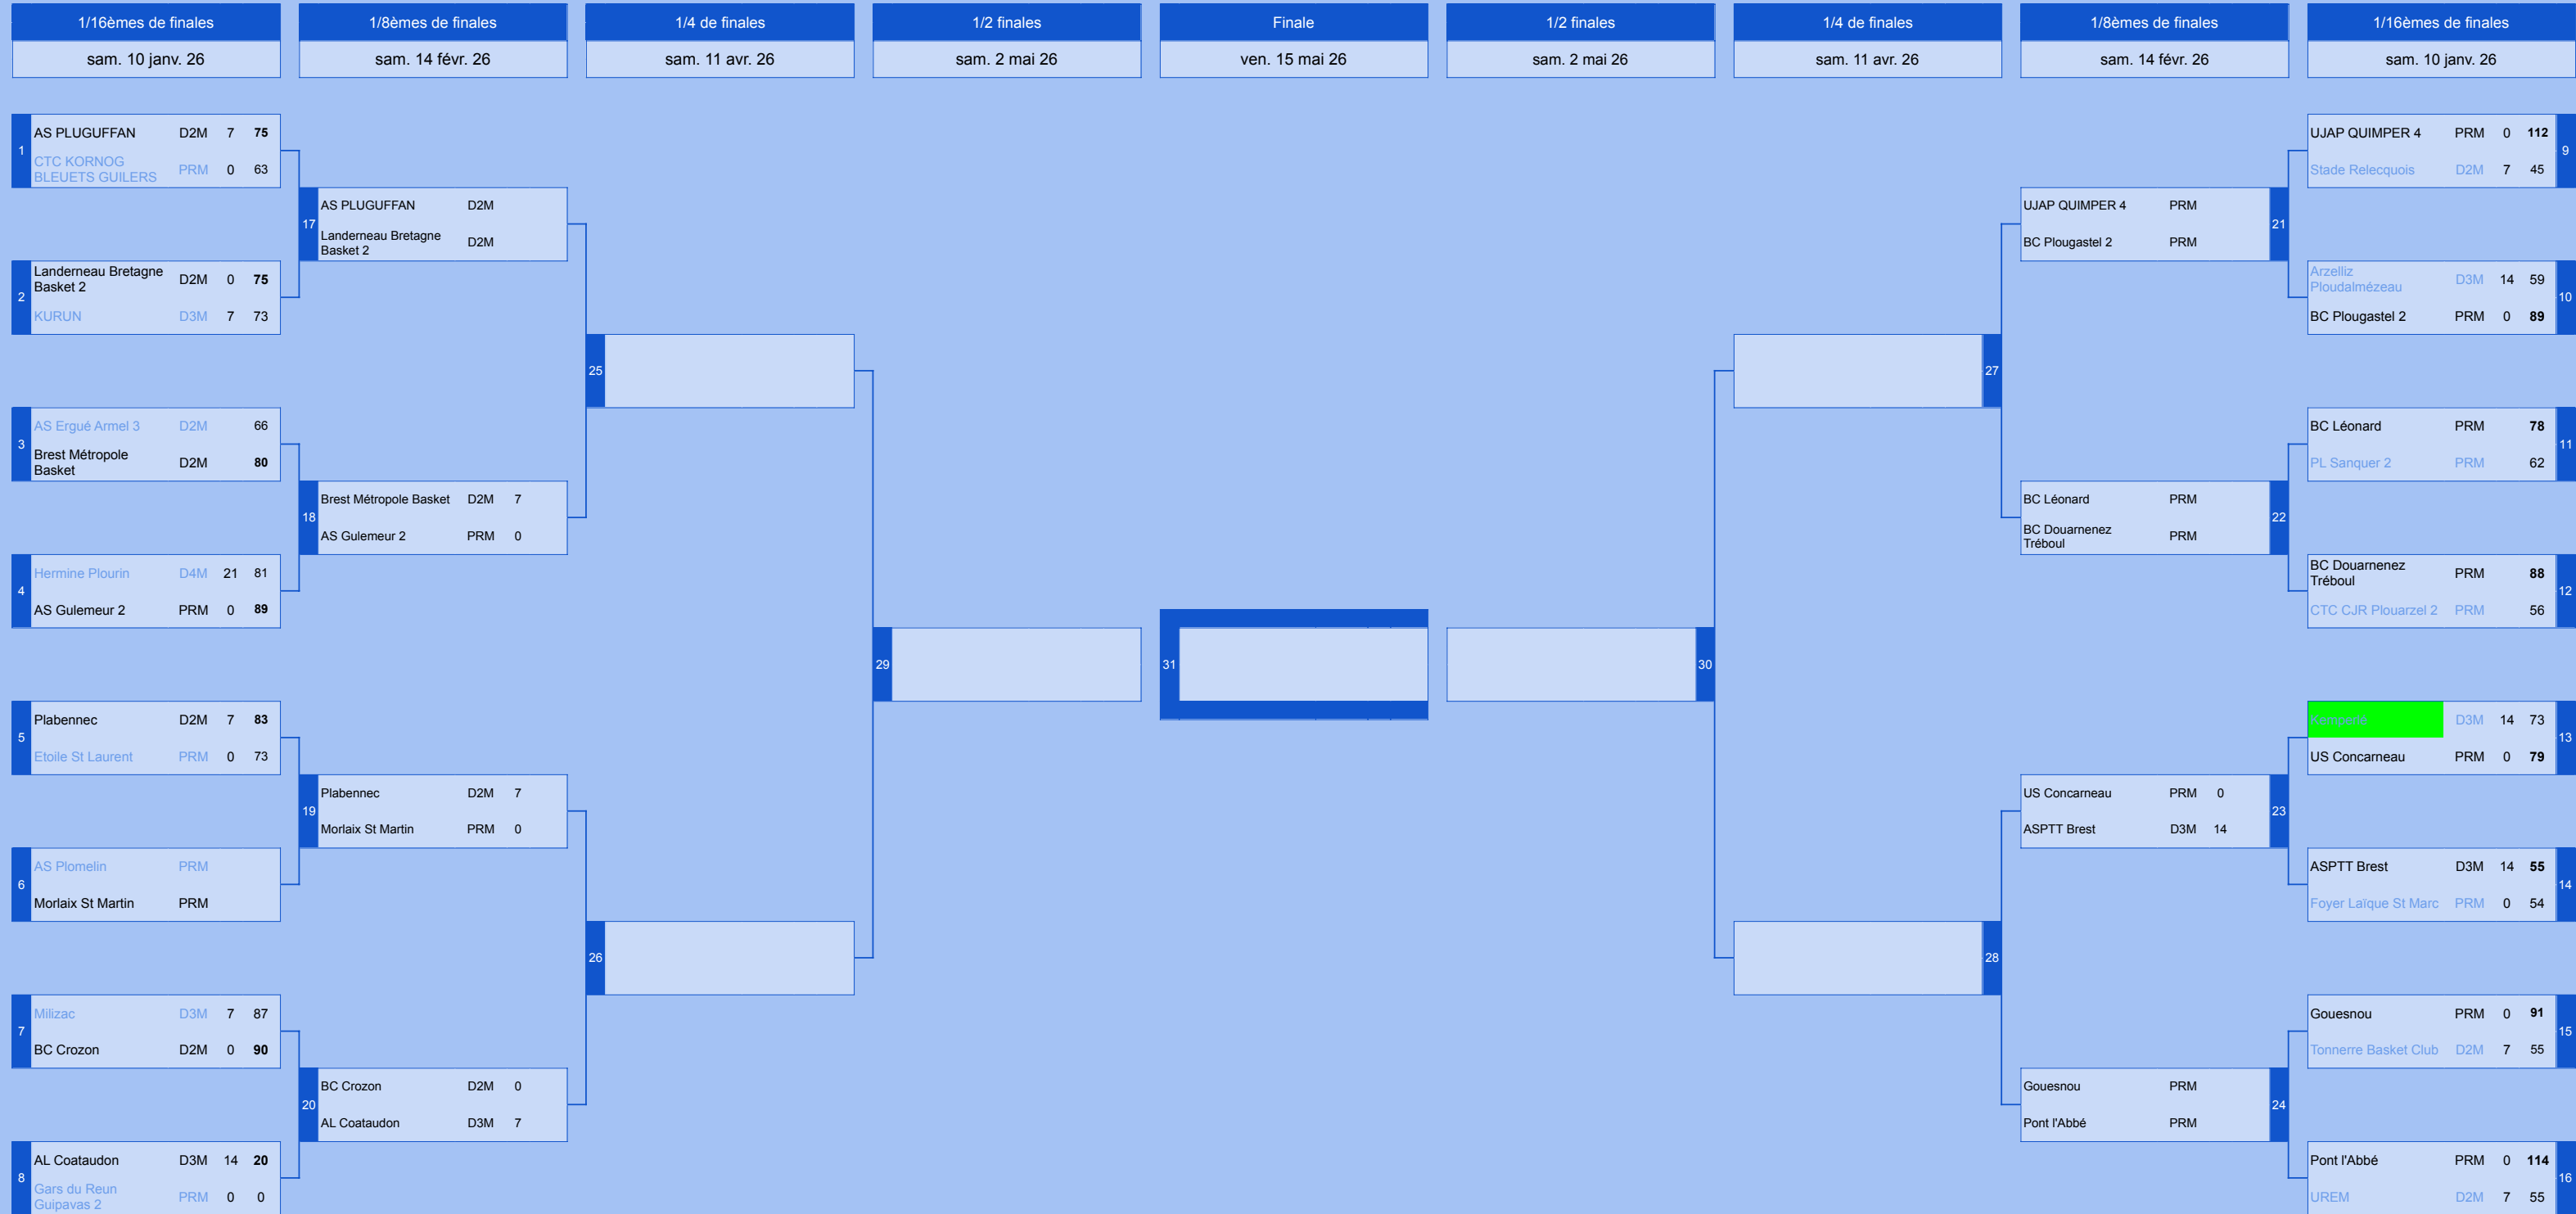 1/16èmes de finales
sam. 10 janv. 26
1/8èmes de finales
sam. 14 févr. 26
1/4 de finales
sam. 11 avr. 26
1/2 finales
sam. 2 mai 26
Finale
ven. 15 mai 26
1/2 finales
sam. 2 mai 26
1/4 de finales
sam. 11 avr. 26
1/8èmes de finales
sam. 14 févr. 26
1/16èmes de finales
sam. 10 janv. 26
1
AS PLUGUFFAN D2M 7 75
CTC KORNOG
BLEUETS GUILERS PRM 0 63
2
Landerneau Bretagne
Basket 2 D2M 0 75
KURUN D3M 7 73
3
AS Ergué Armel 3 D2M 66
Brest Métropole
Basket D2M 80
4
Hermine Plourin D4M 21 81
AS Gulemeur 2 PRM 0 89
5
Plabennec D2M 7 83
Etoile St Laurent PRM 0 73
6
AS Plomelin PRM
Morlaix St Martin PRM
7
Milizac D3M 7 87
BC Crozon D2M 0 90
8
AL Coataudon D3M 14 20
Gars du Reun
Guipavas 2 PRM 0 0
17
AS PLUGUFFAN D2M
Landerneau Bretagne
Basket 2 D2M
18
Brest Métropole Basket D2M 7
AS Gulemeur 2 PRM 0
19
Plabennec D2M 7
Morlaix St Martin PRM 0
20
BC Crozon D2M 0
AL Coataudon D3M 7
25
26
29
31
30
27
28
UJAP QUIMPER 4 PRM
BC Plougastel 2 PRM
21
BC Léonard PRM
BC Douarnenez
Tréboul PRM
22
US Concarneau PRM 0
ASPTT Brest D3M 14
23
Gouesnou PRM
Pont l'Abbé PRM
24
UJAP QUIMPER 4 PRM 0 112
Stade Relecquois D2M 7 45
9
Arzelliz
Ploudalmézeau D3M 14 59
BC Plougastel 2 PRM 0 89
10
BC Léonard PRM 78
PL Sanquer 2 PRM 62
11
BC Douarnenez
Tréboul PRM 88
CTC CJR Plouarzel 2 PRM 56
12
Kemperlé D3M 14 73
US Concarneau PRM 0 79
13
ASPTT Brest D3M 14 55
Foyer Laïque St Marc PRM 0 54
14
Gouesnou PRM 0 91
Tonnerre Basket Club D2M 7 55
15
Pont l'Abbé PRM 0 114
UREM D2M 7 55
16